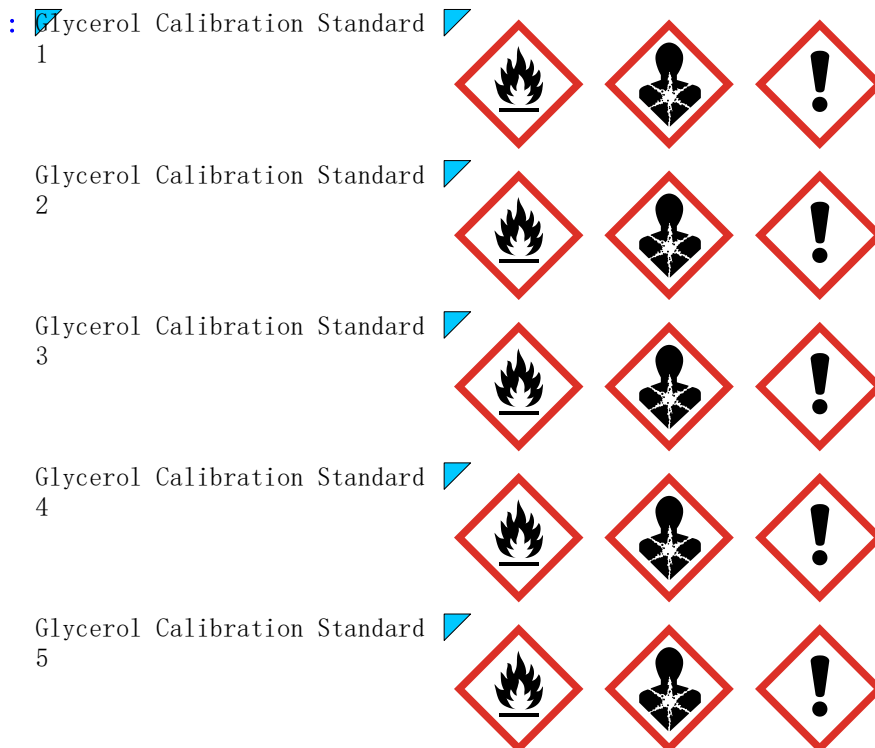 : Glycerol Calibration Standard
1
Glycerol Calibration Standard
2
Glycerol Calibration Standard
3
Glycerol Calibration Standard
4
Glycerol Calibration Standard
5